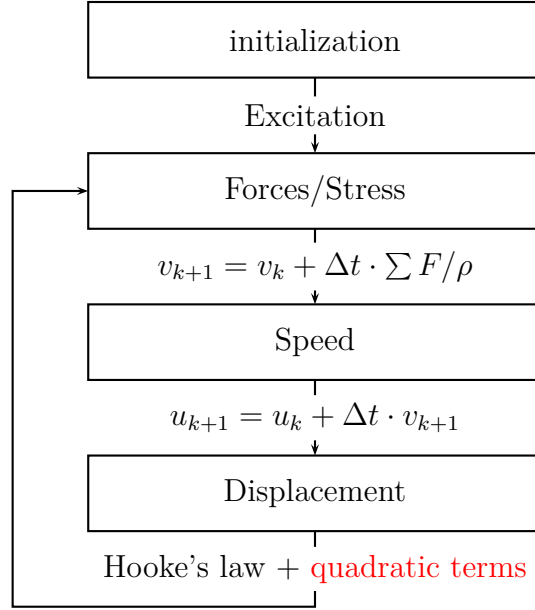 initialization
Excitation
Forces/Stress
v_{k+1} = v_k + Δt · ∑ F/ρ
Speed
u_{k+1} = u_k + Δt · v_{k+1}
Displacement
Hooke's law + quadratic terms